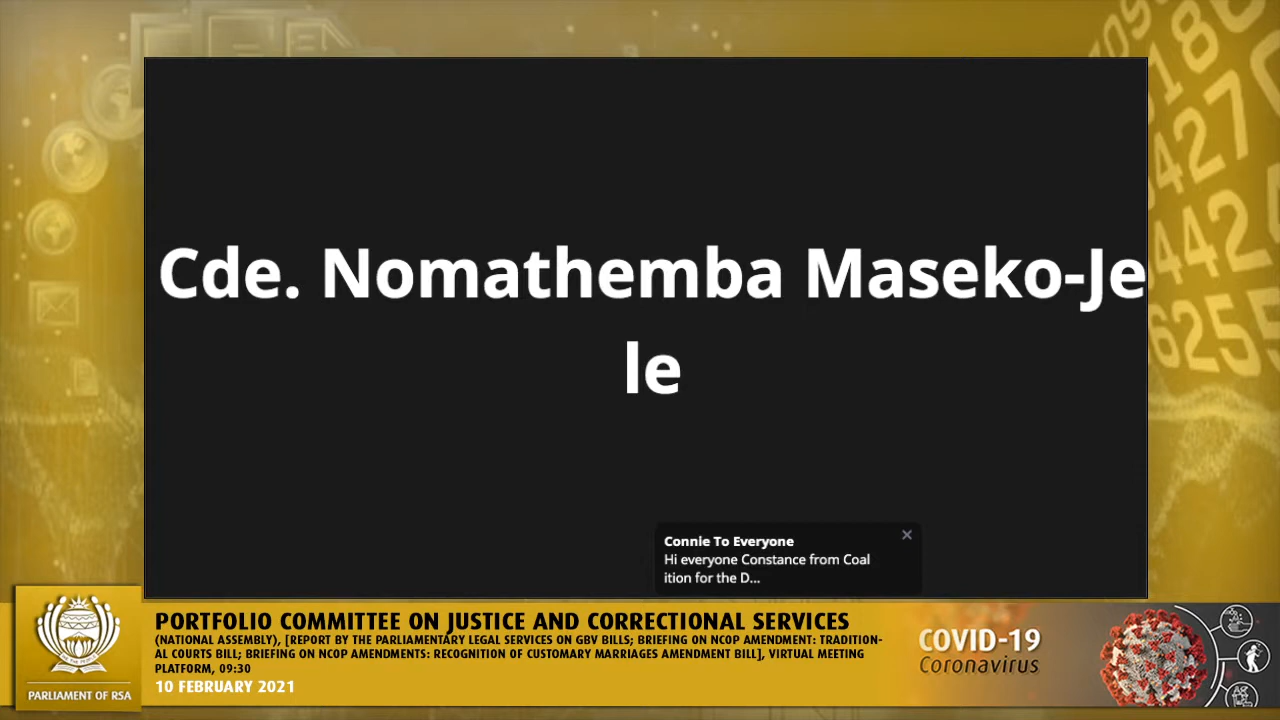 Cde. Nomathemba Maseko-Je
le
Connie To Everyone
Hi everyone Constance from Coal
ition for the D...
PORTFOLIO COMMITTEE ON JUSTICE AND CORRECTIONAL SERVICES
(NATIONAL ASSEMBLY), [REPORT BY THE PARLIAMENTARY LEGAL SERVICES ON GBV BILLS; BRIEFING ON NCOP AMENDMENT: TRADITION-
AL COURTS BILL; BRIEFING ON NCOP AMENDMENTS: RECOGNITION OF CUSTOMARY MARRIAGES AMENDMENT BILL], VIRTUAL MEETING
PLATFORM, 09:30
10 FEBRUARY 2021
PARLIAMENT OF RSA
COVID-19
Coronavirus